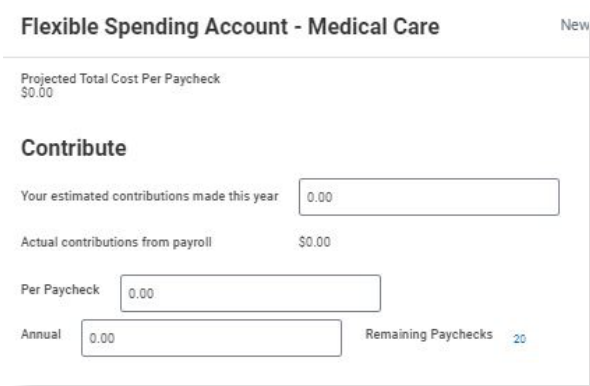 Flexible Spending Account - Medical Care New
Projected Total Cost Per Paycheck
$0.00
Contribute
Your estimated contributions made this year 0.00
Actual contributions from payroll $0.00
Per Paycheck 0.00
Annual 0.00 Remaining Paychecks 20